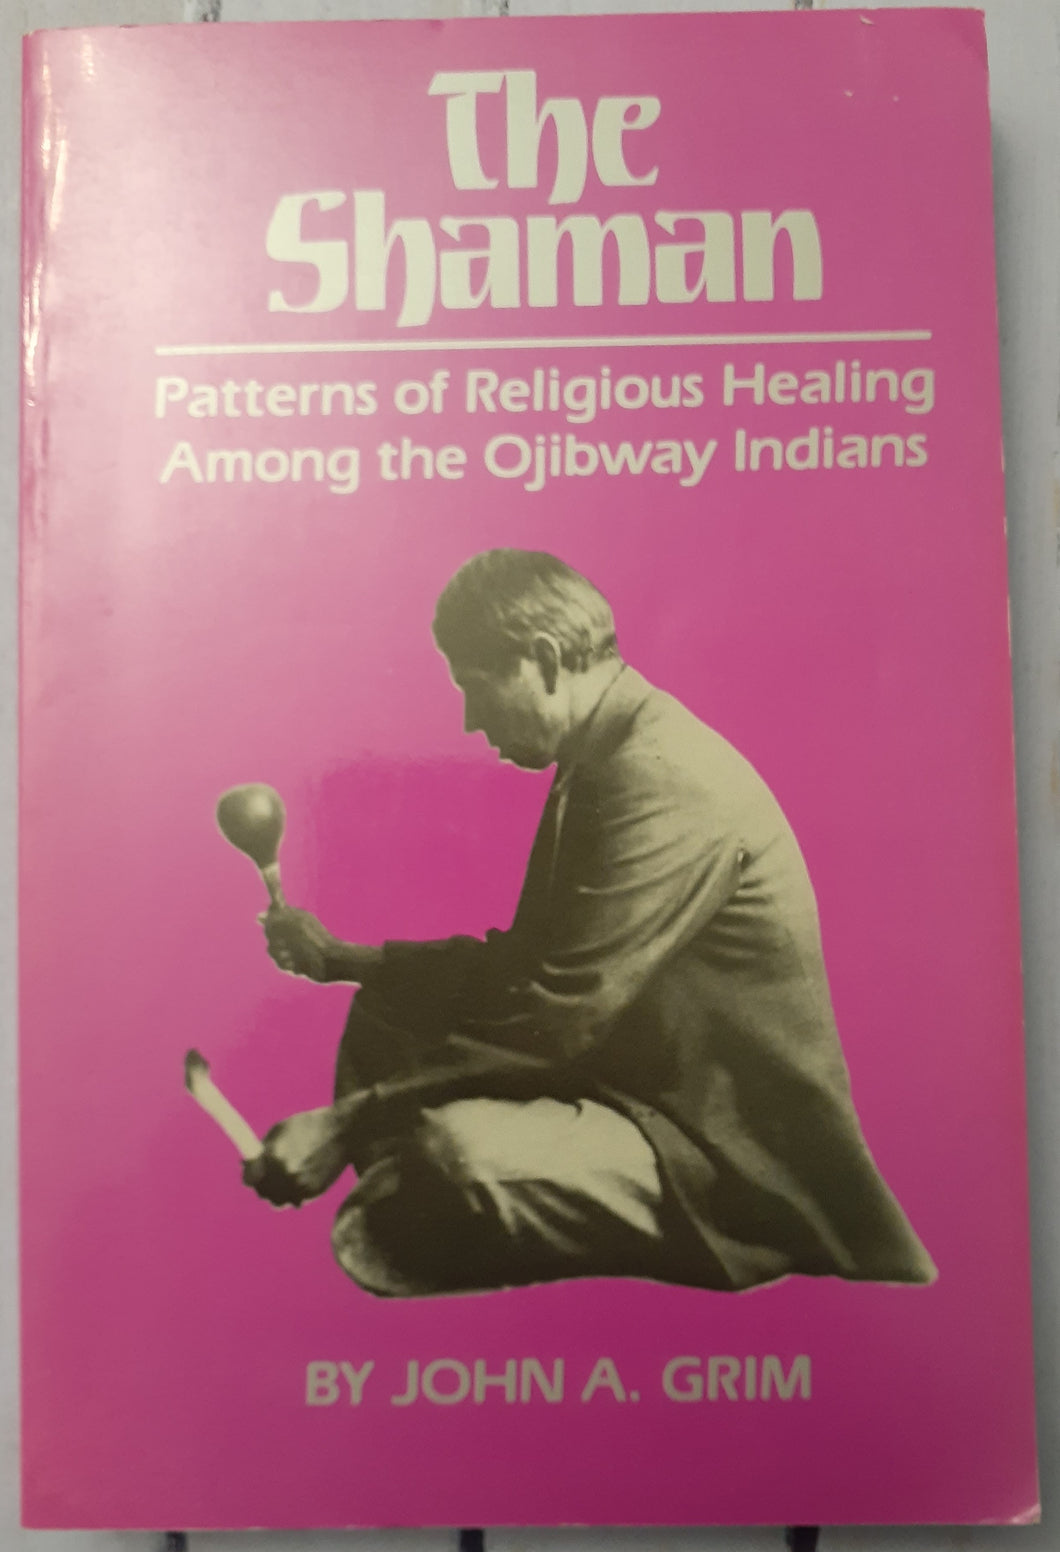 The
Shaman
Patterns of Religious Healing
Among the Ojibway Indians
BY JOHN A. GRIM